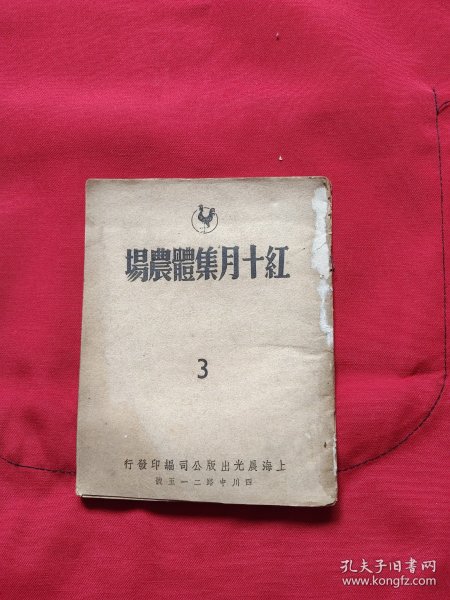 紅十月集體農場
3
上海晨光出版公司編印發行
四川中路二一五號
孔夫子旧书网
www.kongfz.com